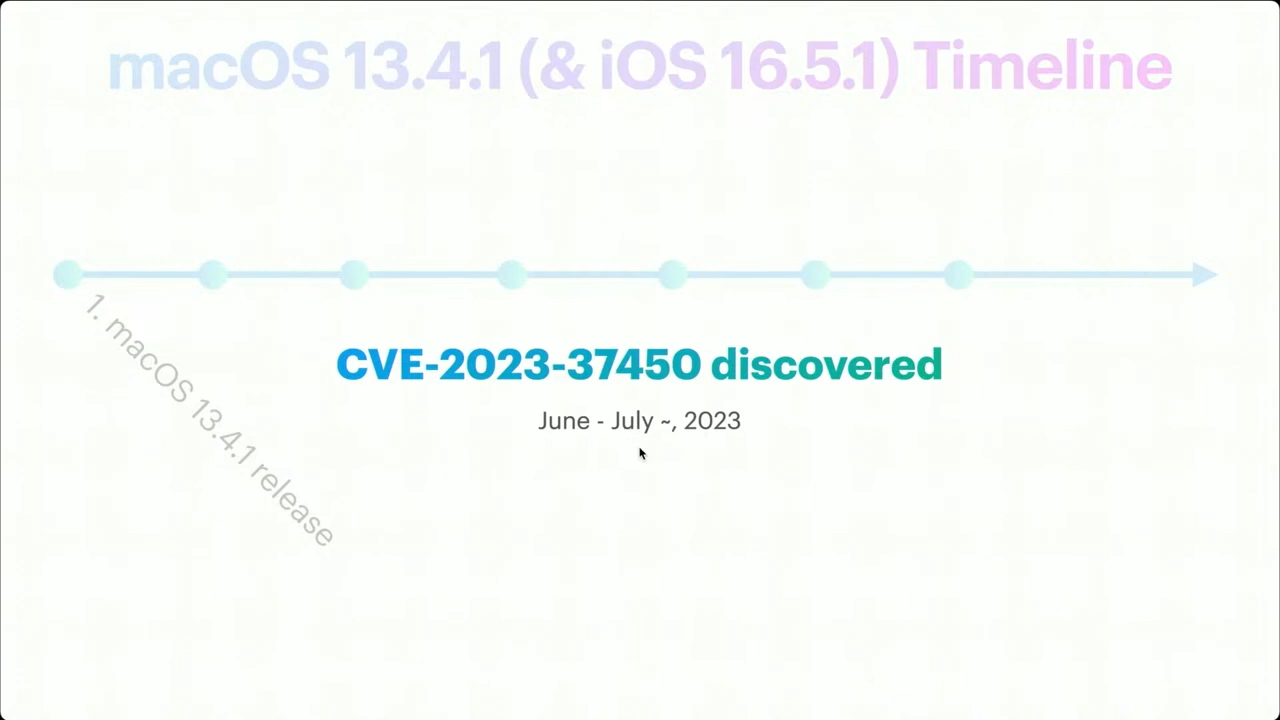 macOS 13.4.1 (& iOS 16.5.1) Timeline
CVE-2023-37450 discovered
June - July ~, 2023
1. macOS 13.4.1 release